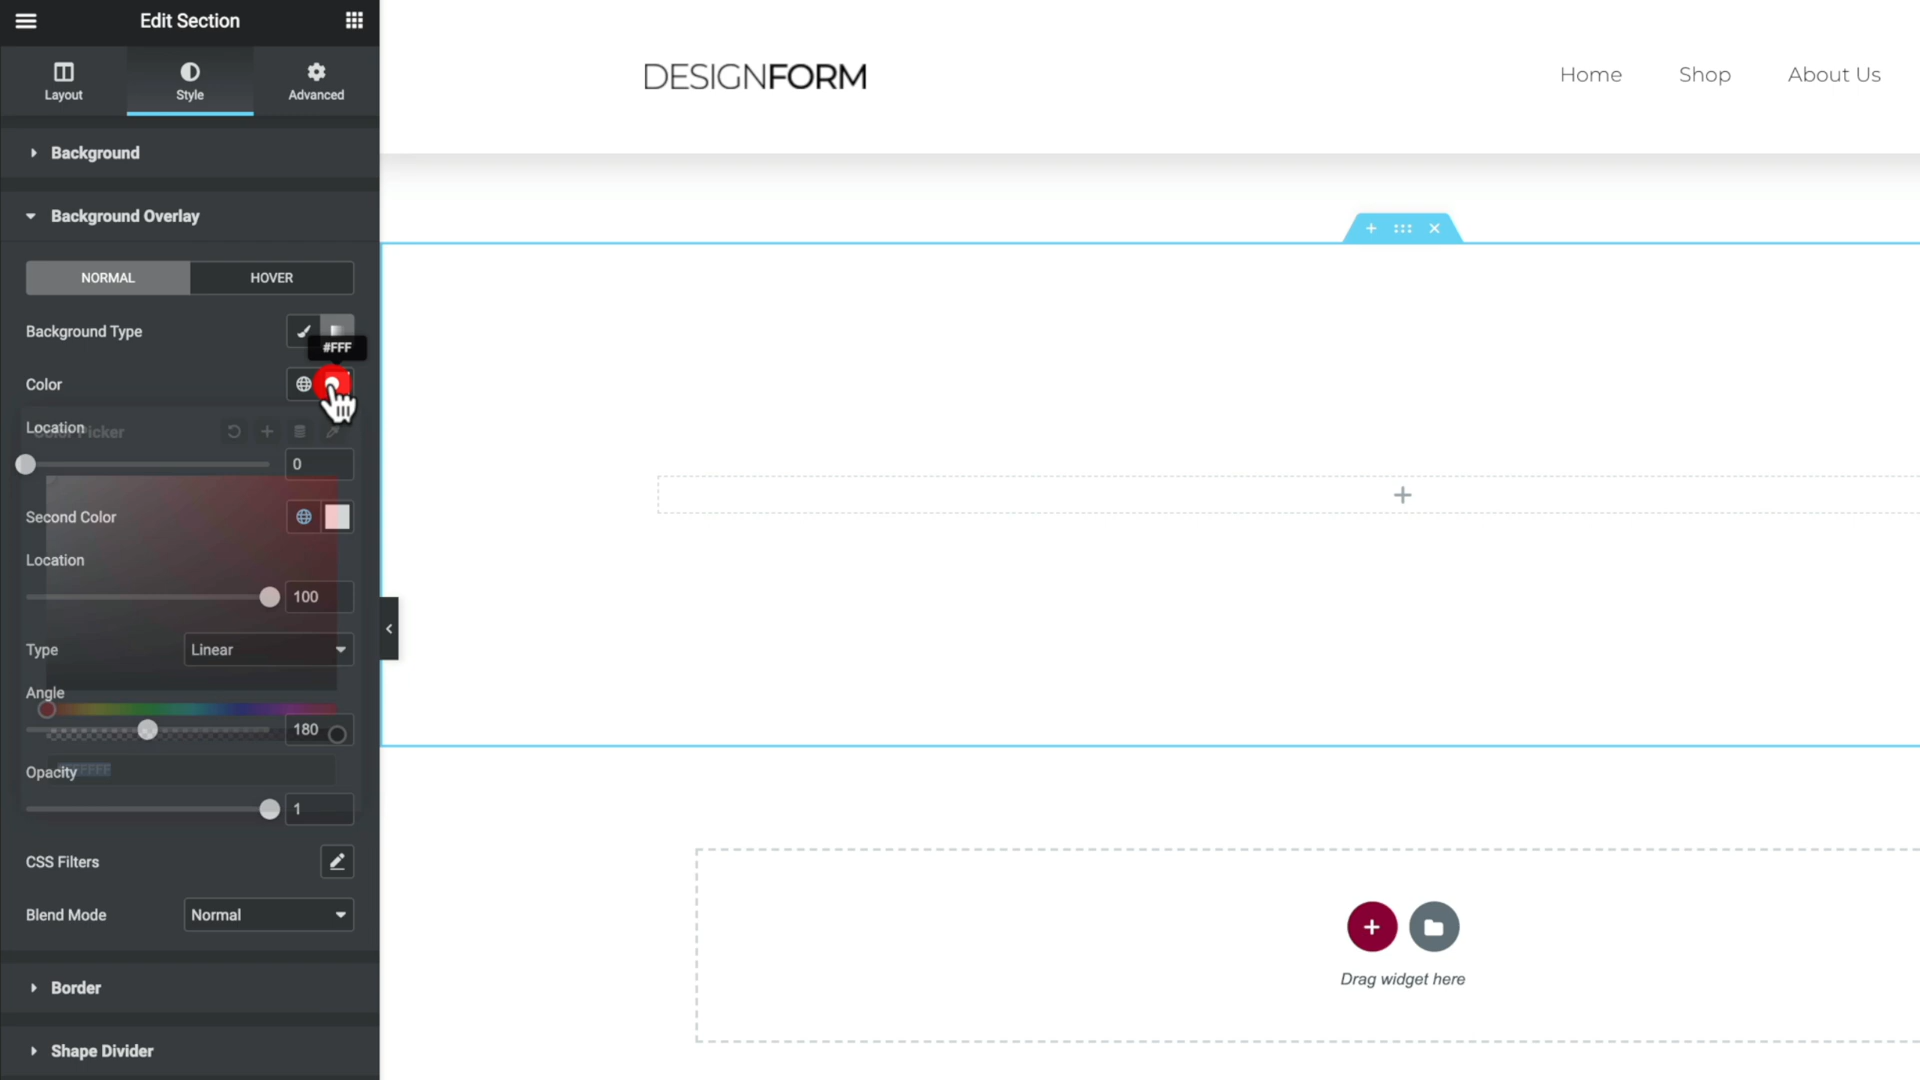 Edit Section
Layout
Style
Advanced
Background
Background Overlay
NORMAL
HOVER
Background Type
#FFF
Color
Location
Color Picker
0
Second Color
Location
100
Type
Linear
Angle
180
Opacity
1
CSS Filters
Blend Mode
Normal
Border
Shape Divider
DESIGNFORM
Home
Shop
About Us
Drag widget here